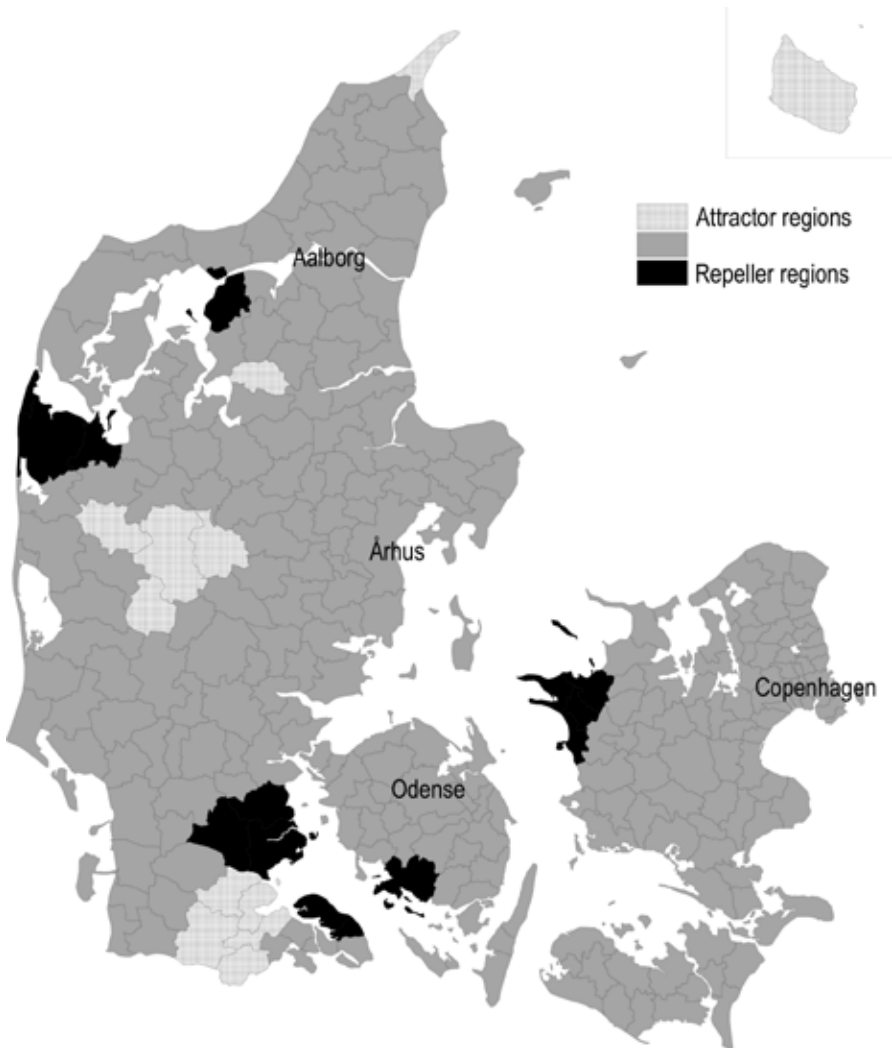 Attractor regions
Aalborg
Repeller regions
Århus
Copenhagen
Odense